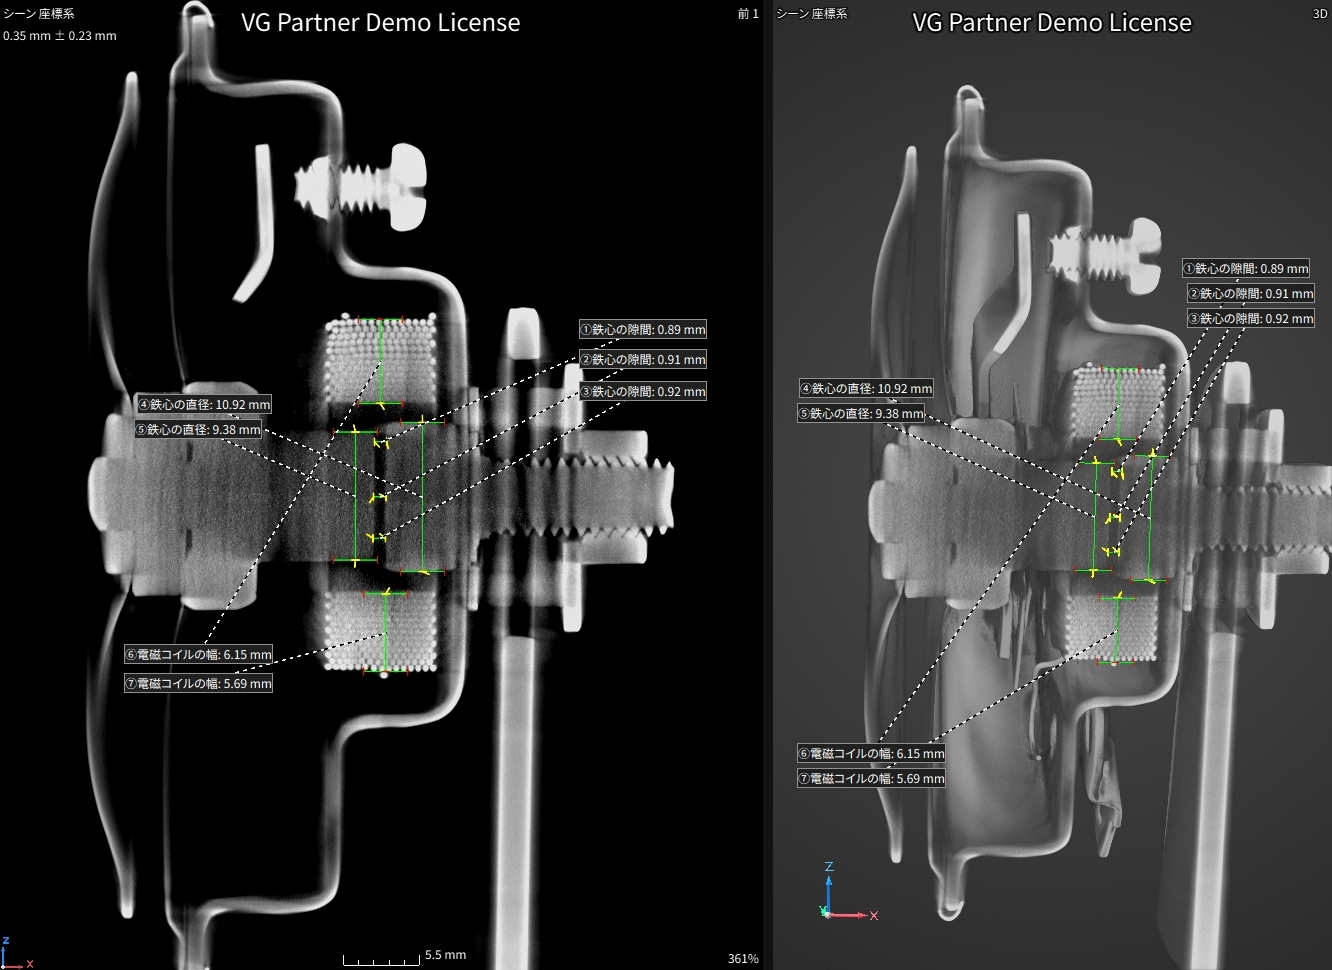 シーン 座標系
0.35 mm ± 0.23 mm
VG Partner Demo License
前 1
①鉄心の隙間: 0.89 mm
②鉄心の隙間: 0.91 mm
③鉄心の隙間: 0.92 mm
④鉄心の直径: 10.92 mm
⑤鉄心の直径: 9.38 mm
⑥電磁コイルの幅: 6.15 mm
⑦電磁コイルの幅: 5.69 mm
z
x
5.5 mm
361%
シーン 座標系
VG Partner Demo License
3D
①鉄心の隙間: 0.89 mm
②鉄心の隙間: 0.91 mm
③鉄心の隙間: 0.92 mm
④鉄心の直径: 10.92 mm
⑤鉄心の直径: 9.38 mm
⑥電磁コイルの幅: 6.15 mm
⑦電磁コイルの幅: 5.69 mm
Z
Y
X